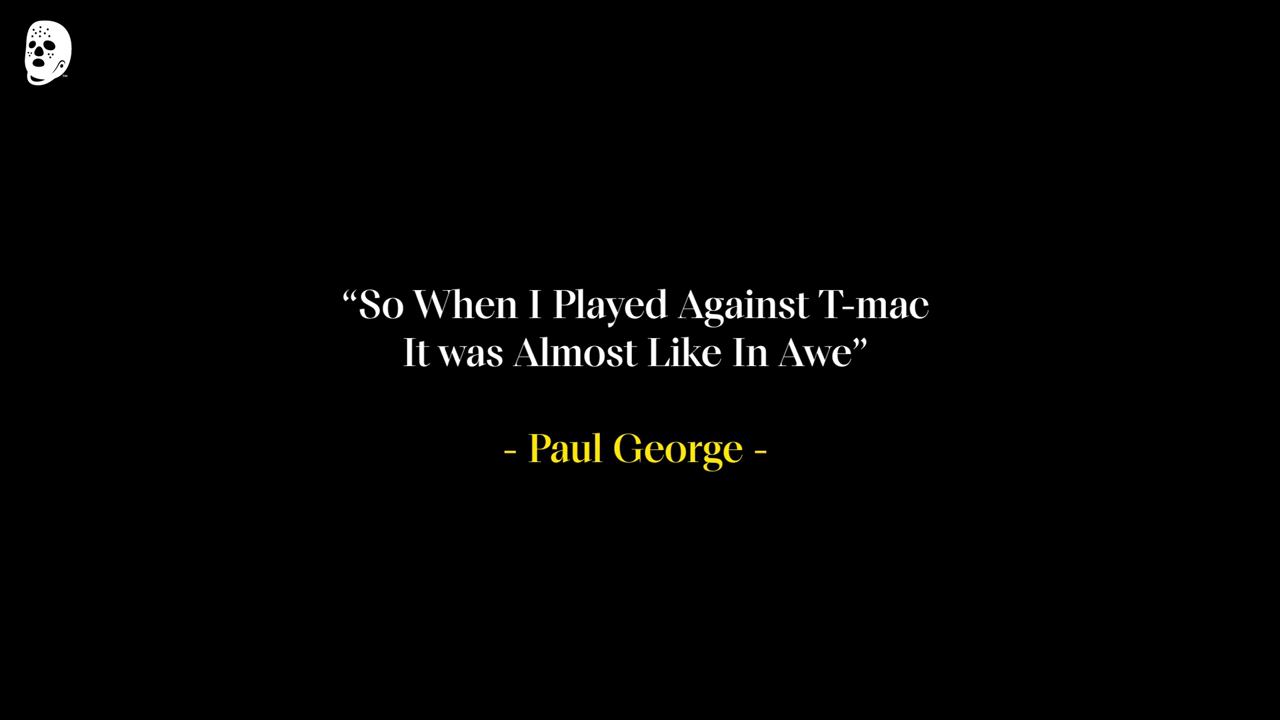 “So When I Played Against T-mac
It was Almost Like In Awe”
- Paul George -